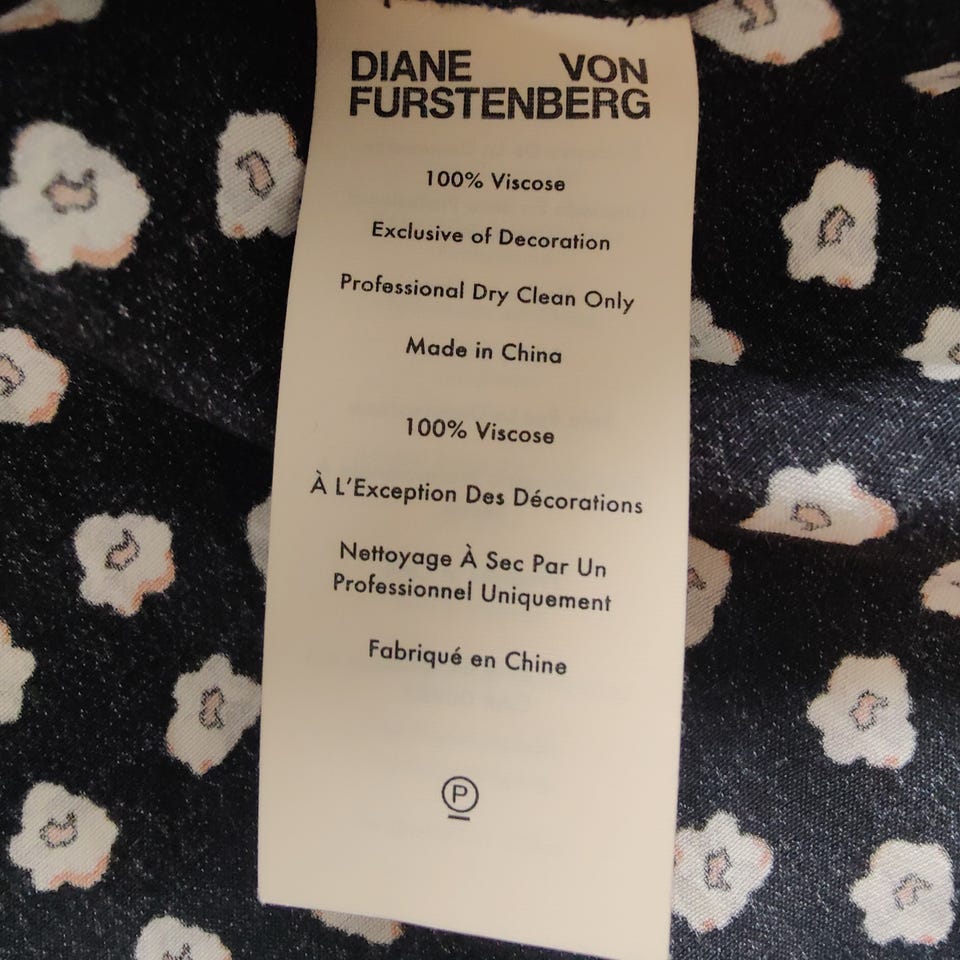 DIANE VON
FURSTENBERG
100% Viscose
Exclusive of Decoration
Professional Dry Clean Only
Made in China
100% Viscose
À L'Exception Des Décorations
Nettoyage À Sec Par Un
Professionnel Uniquement
Fabriqué en Chine
P